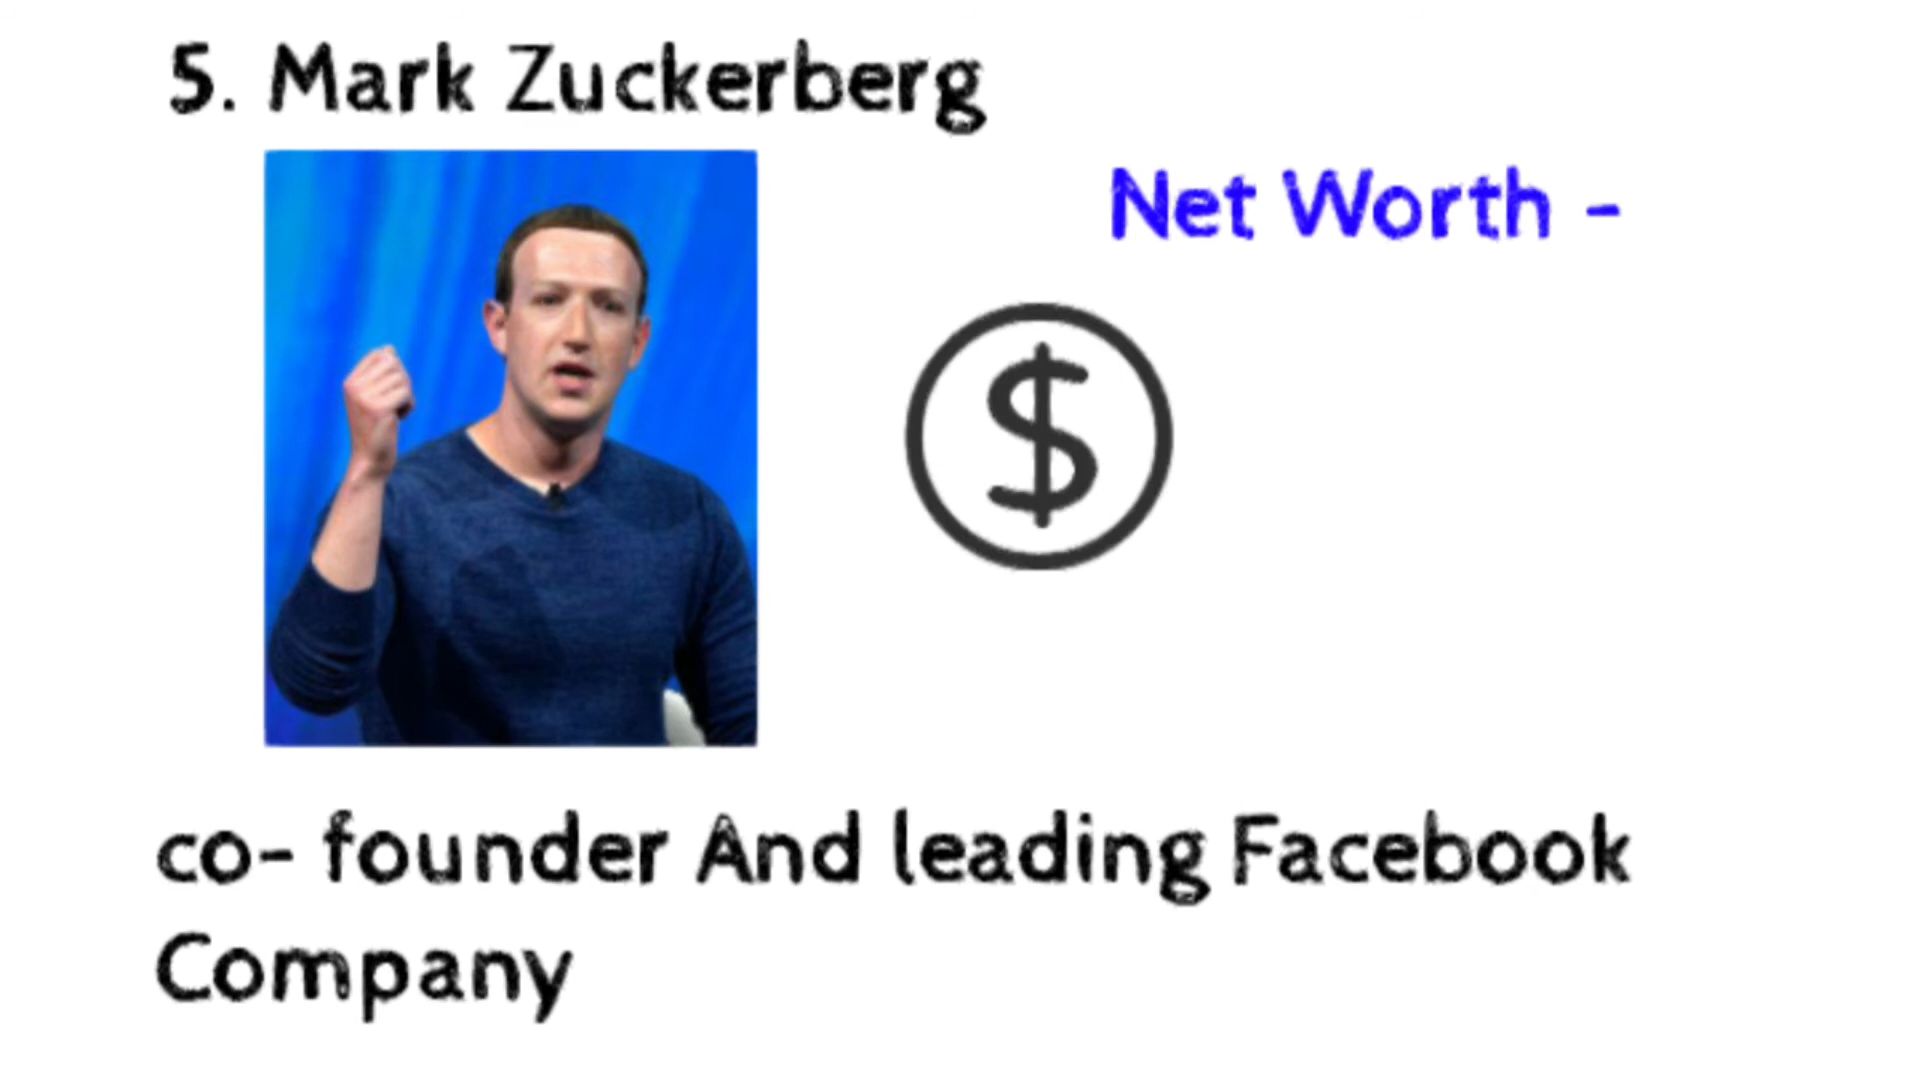 5. Mark Zuckerberg
Net Worth -
$
co- founder And leading Facebook
Company